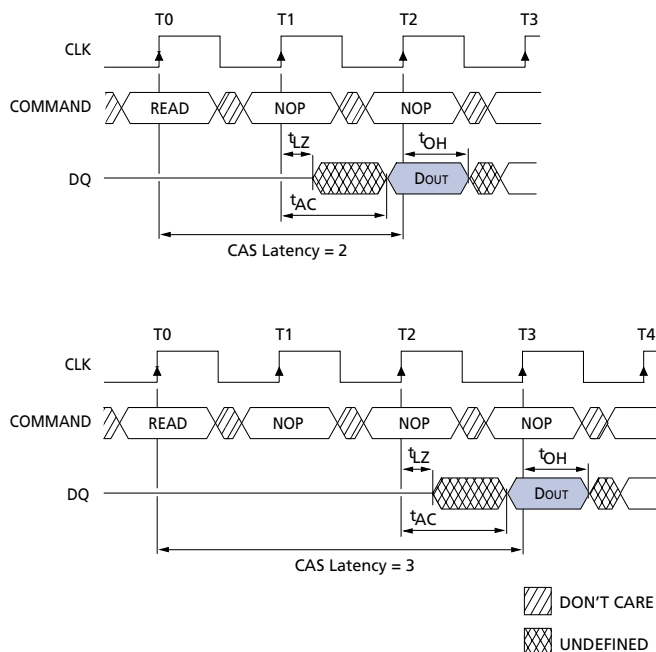 T0 T1 T2 T3
CLK
COMMAND READ NOP NOP
tLZ tOH
DQ DOUT
tAC
CAS Latency = 2
T0 T1 T2 T3 T4
CLK
COMMAND READ NOP NOP NOP
tLZ tOH
DQ DOUT
tAC
CAS Latency = 3
DON'T CARE
UNDEFINED